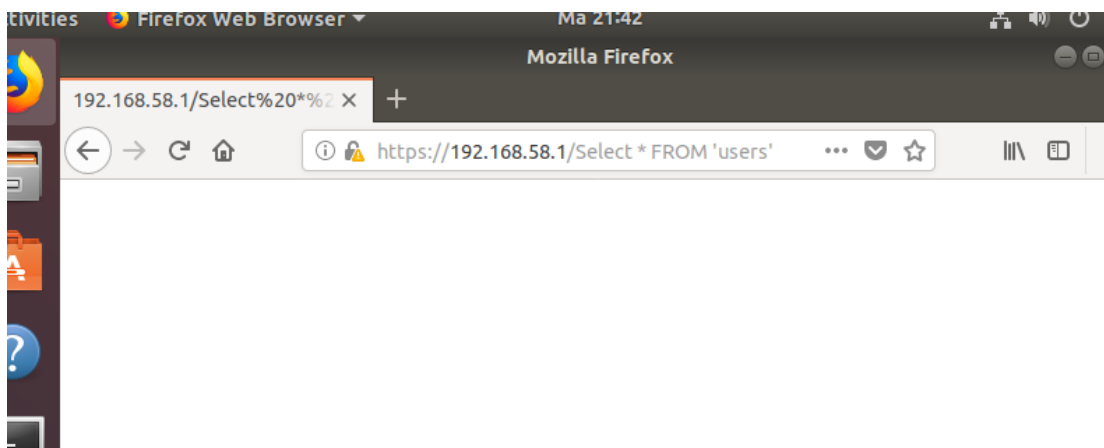 tivities Firefox Web Browser Ma 21:42
Mozilla Firefox
192.168.58.1/Select%20*%2
https://192.168.58.1/Select * FROM 'users'